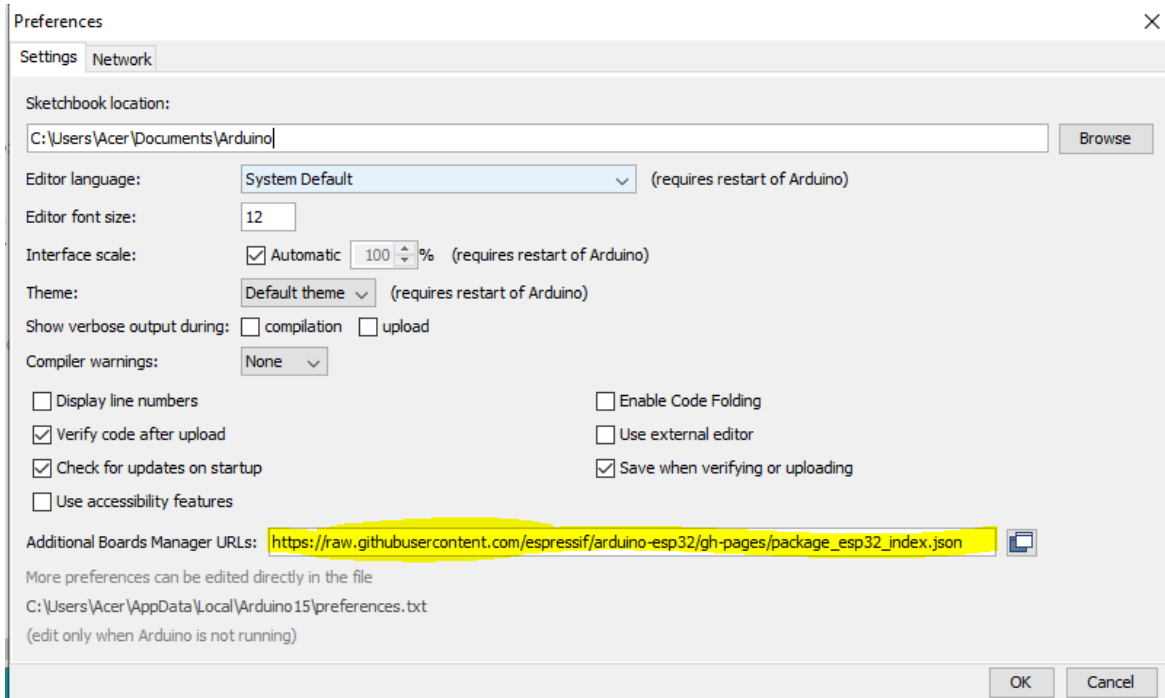 Preferences
Settings Network
Sketchbook location:
C:\Users\Acer\Documents\Arduino Browse
Editor language: System Default (requires restart of Arduino)
Editor font size: 12
Interface scale: Automatic 100 % (requires restart of Arduino)
Theme: Default theme (requires restart of Arduino)
Show verbose output during: compilation upload
Compiler warnings: None
Display line numbers Enable Code Folding
Verify code after upload Use external editor
Check for updates on startup Save when verifying or uploading
Use accessibility features
Additional Boards Manager URLs: https://raw.githubusercontent.com/espressif/arduino-esp32/gh-pages/package_esp32_index.json
More preferences can be edited directly in the file
C:\Users\Acer\AppData\Local\Arduino15\preferences.txt
(edit only when Arduino is not running)
OK Cancel